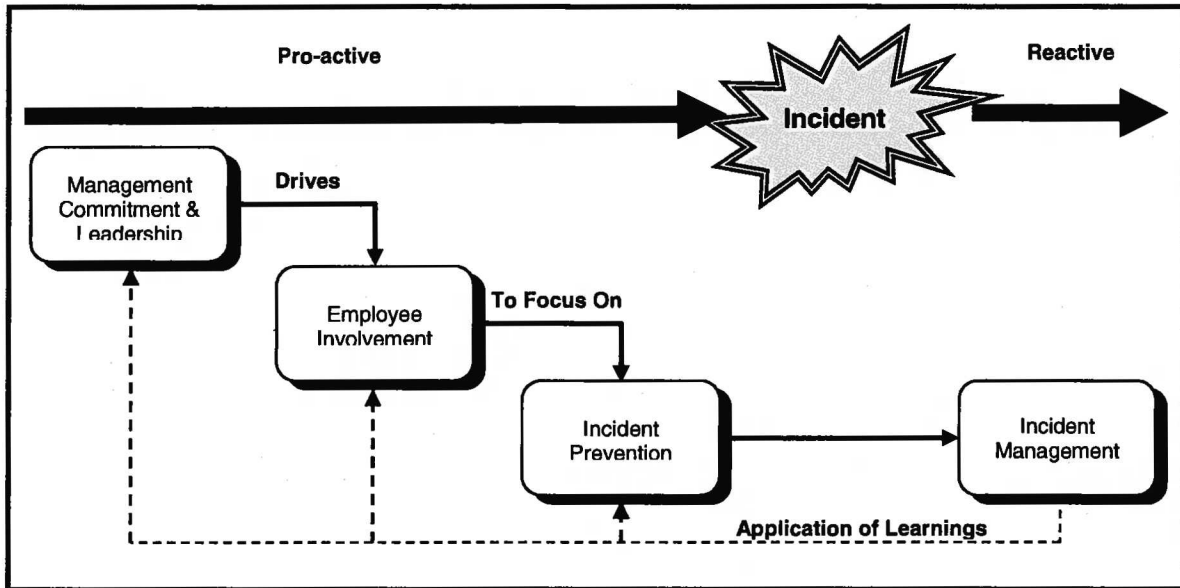 Pro-active
Reactive
Incident
Management
Commitment &
Leadership
Drives
Employee
Involvement
To Focus On
Incident
Prevention
Incident
Management
Application of Learnings